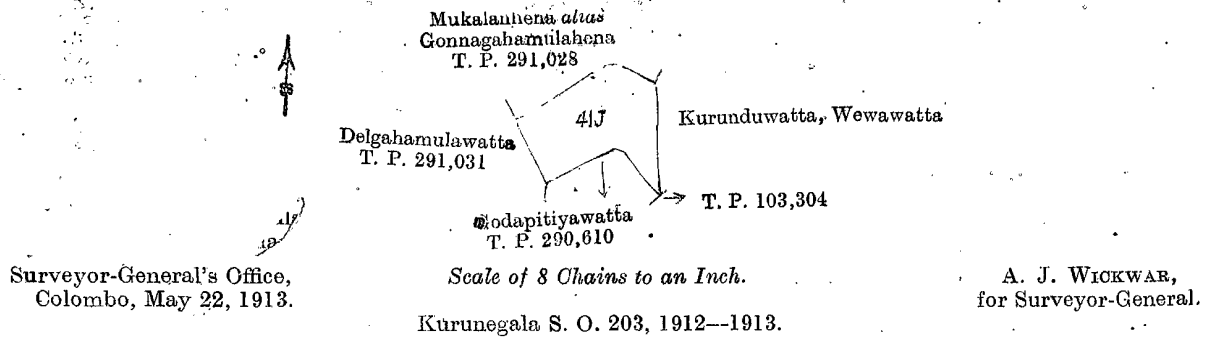 Mukalanhena alias
Gonnagahamulahena
T. P. 291,028
41J
Kurunduwatta, Wewawatta
Delgahamulawatta
T. P. 291,031
T. P. 103,304
Godapitiyawatta
T. P. 290,610
Surveyor-General's Office,
Colombo, May 22, 1913.
Scale of 8 Chains to an Inch.
A. J. WICKWAR,
for Surveyor-General.
Kurunegala S. O. 203, 1912—1913.